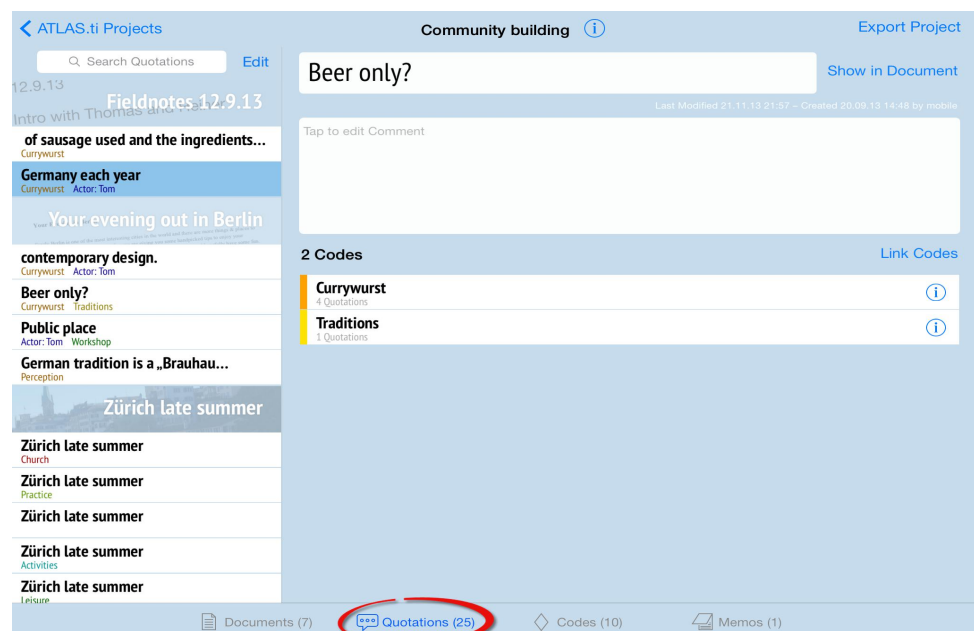 ATLAS.ti Projects
Community building
Export Project
Search Quotations
Edit
12.9.13
Intro with Thomas and
Fieldnotes 12.9.13
of sausage used and the ingredients...
Currywurst
Germany each year
Currywurst Actor: Tom
Your evening out in Berlin
contemporary design.
Currywurst Actor: Tom
Beer only?
Currywurst Traditions
Public place
Actor: Tom Workshop
German tradition is a „Brauhau...
Perception
Zürich late summer
Zürich late summer
Church
Zürich late summer
Practice
Zürich late summer
Zürich late summer
Activities
Zürich late summer
Leisure
Beer only?
Show in Document
Last Modified 21.11.13 21:57 – Created 20.09.13 14:48 by mobile
Tap to edit Comment
2 Codes
Link Codes
Currywurst
4 Quotations
Traditions
1 Quotations
Documents (7)
Quotations (25)
Codes (10)
Memos (1)